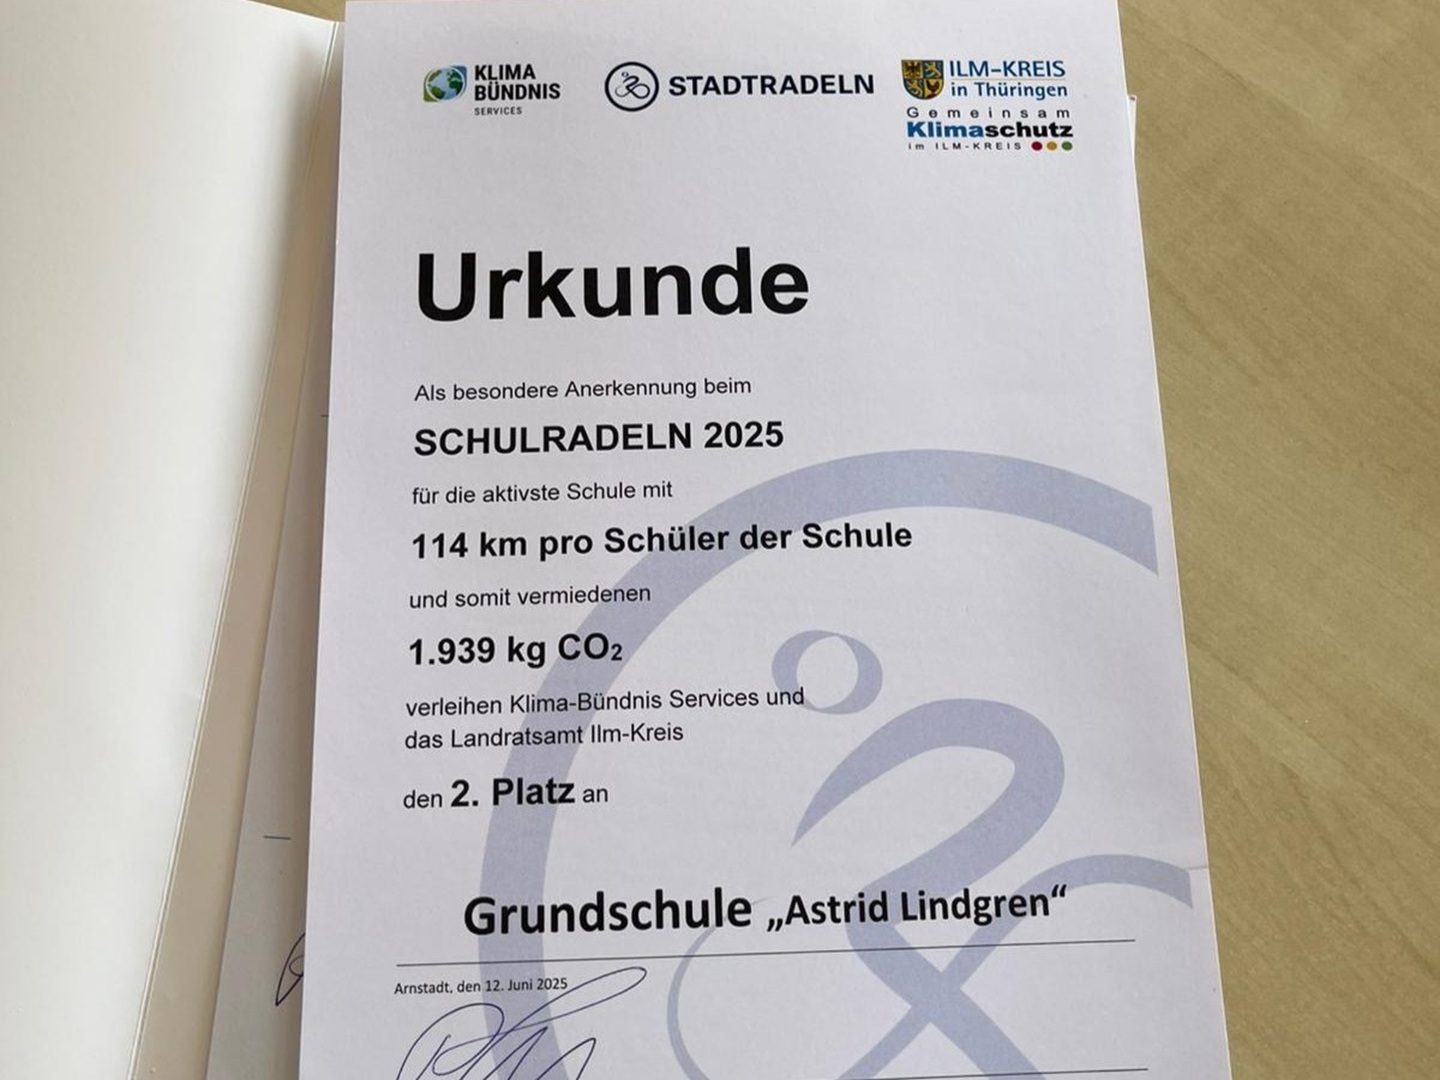 KLIMA
BÜNDNIS
SERVICES
STADTRADELN
ILM-KREIS
in Thüringen
Gemeinsam
Klimaschutz
im ILM-KREIS
Urkunde
Als besondere Anerkennung beim
SCHULRADELN 2025
für die aktivste Schule mit
114 km pro Schüler der Schule
und somit vermiedenen
1.939 kg CO₂
verleihen Klima-Bündnis Services und
das Landratsamt Ilm-Kreis
den 2. Platz an
Grundschule „Astrid Lindgren“
Arnstadt, den 12. Juni 2025